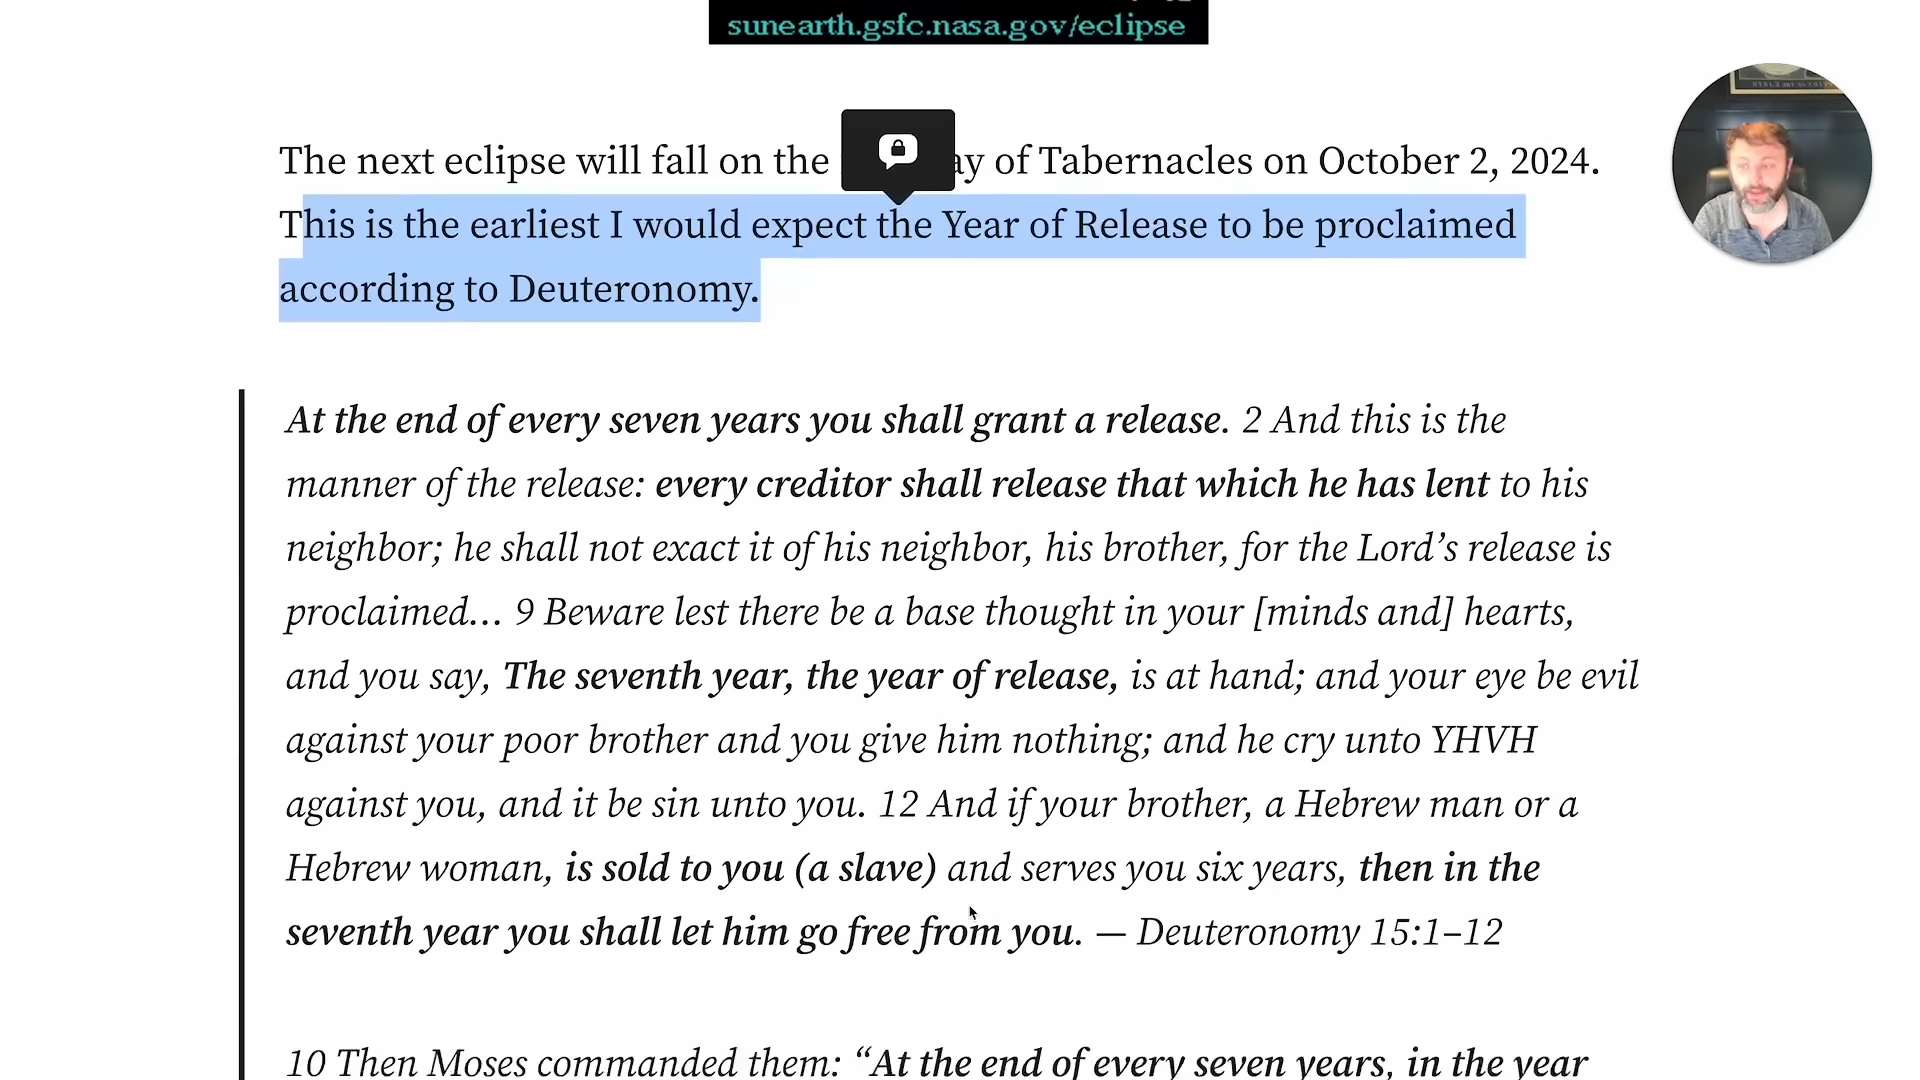 sunearth.gsfc.nasa.gov/eclipse
The next eclipse will fall on the ay of Tabernacles on October 2, 2024.
This is the earliest I would expect the Year of Release to be proclaimed
according to Deuteronomy.
At the end of every seven years you shall grant a release. 2 And this is the
manner of the release: every creditor shall release that which he has lent to his
neighbor; he shall not exact it of his neighbor, his brother, for the Lord’s release is
proclaimed… 9 Beware lest there be a base thought in your [minds and] hearts,
and you say, The seventh year, the year of release, is at hand; and your eye be evil
against your poor brother and you give him nothing; and he cry unto YHVH
against you, and it be sin unto you. 12 And if your brother, a Hebrew man or a
Hebrew woman, is sold to you (a slave) and serves you six years, then in the
seventh year you shall let him go free from you. — Deuteronomy 15:1–12
10 Then Moses commanded them: “At the end of every seven years, in the year